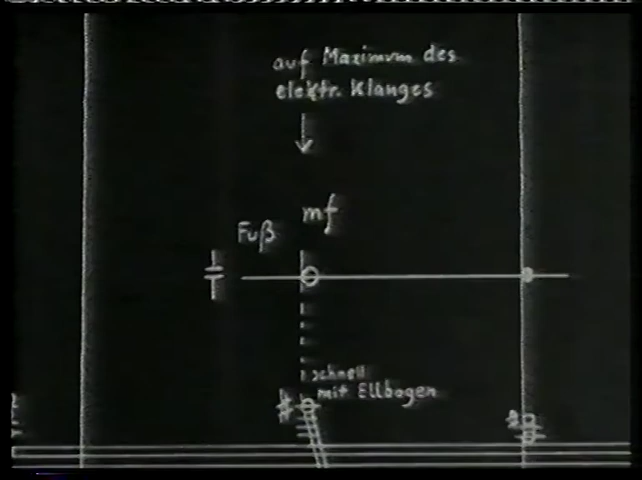 auf Maximum des
elektr. Klanges
mf
Fuß
schnell
mit Ellbogen